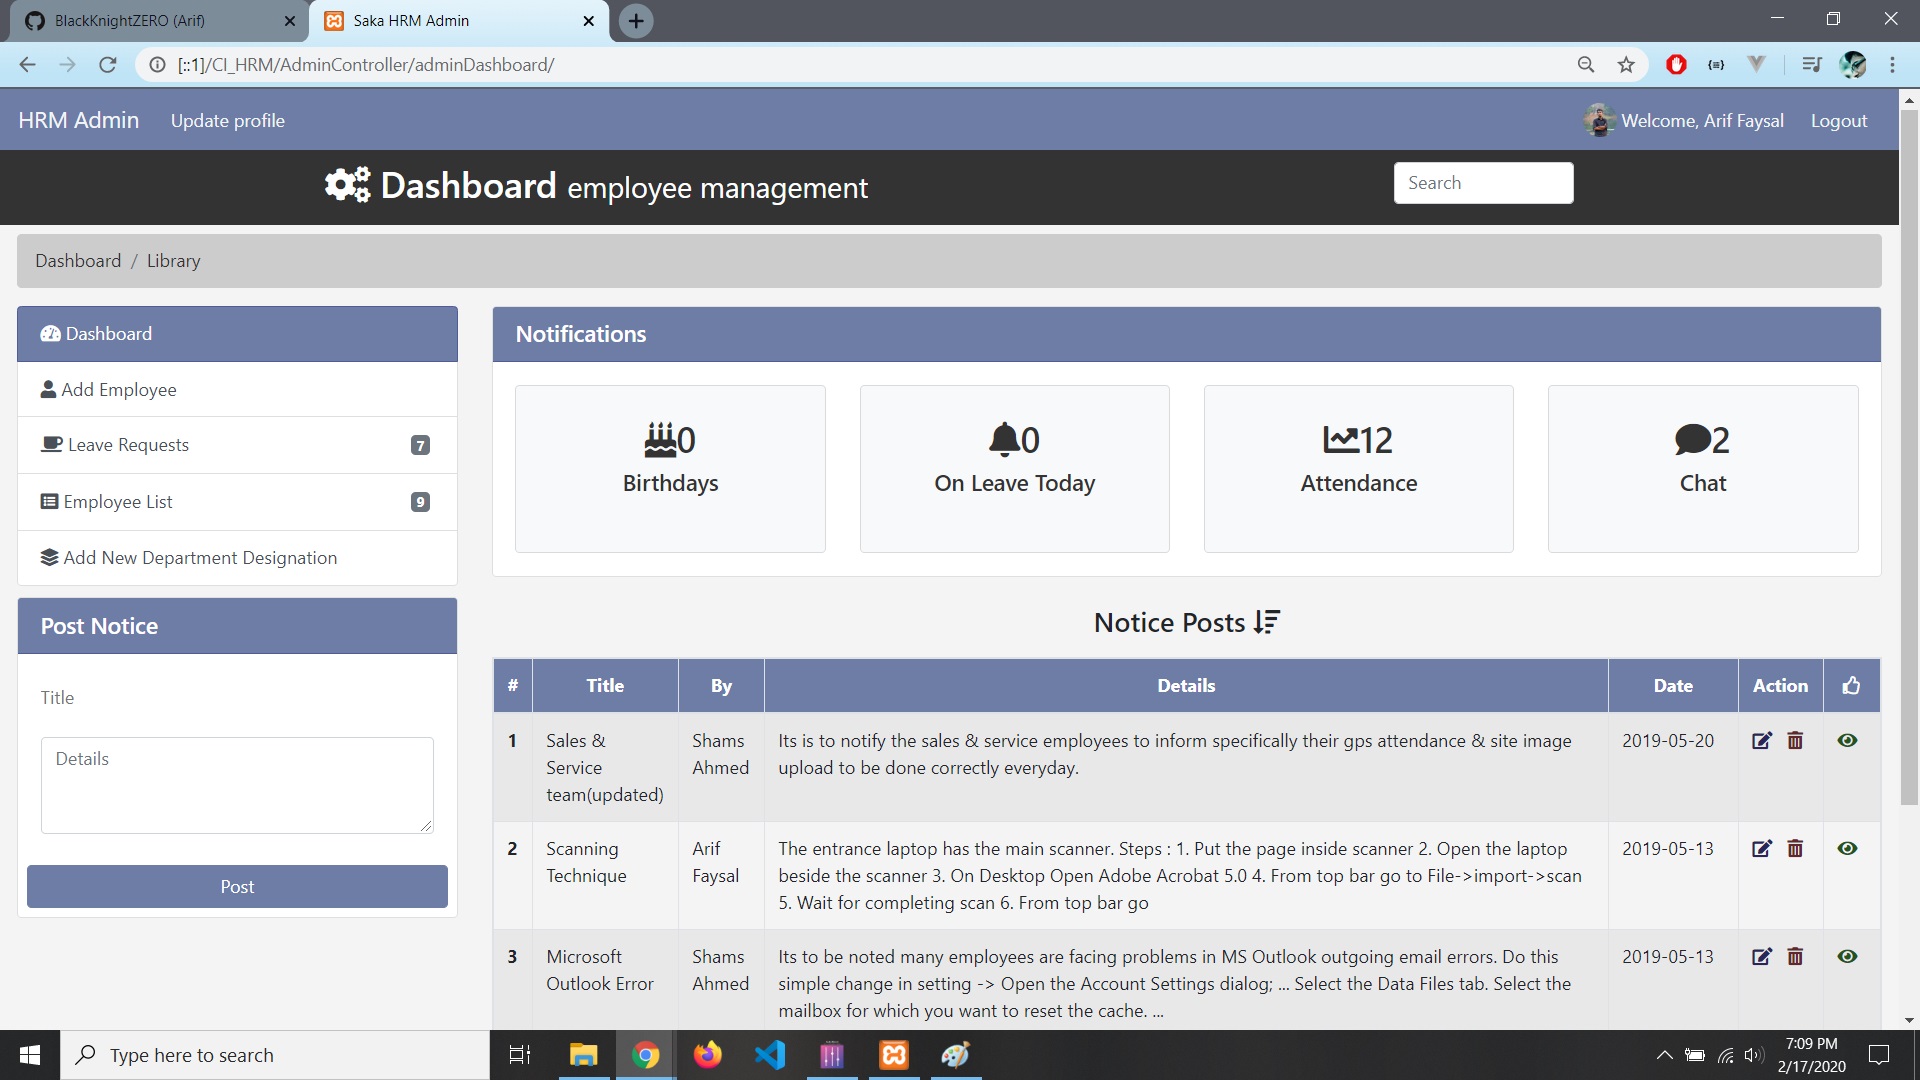 BlackKnightZERO (Arif)
Saka HRM Admin
[::1]/CI_HRM/AdminController/adminDashboard/
HRM Admin
Update profile
Welcome, Arif Faysal
Logout
Dashboard employee management
Search
Dashboard / Library
Dashboard
Add Employee
Leave Requests 7
Employee List 9
Add New Department Designation
Post Notice
Title
Details
Post
Notifications
0
Birthdays
0
On Leave Today
12
Attendance
2
Chat
Notice Posts
# Title By Details Date Action
1 Sales & Shams Its is to notify the sales & service employees to inform specifically their gps attendance & site image 2019-05-20
Service Ahmed upload to be done correctly everyday.
team(updated)
2 Scanning Arif The entrance laptop has the main scanner. Steps : 1. Put the page inside scanner 2. Open the laptop 2019-05-13
Technique Faysal beside the scanner 3. On Desktop Open Adobe Acrobat 5.0 4. From top bar go to File->import->scan
5. Wait for completing scan 6. From top bar go
3 Microsoft Shams Its to be noted many employees are facing problems in MS Outlook outgoing email errors. Do this 2019-05-13
Outlook Error Ahmed simple change in setting -> Open the Account Settings dialog; ... Select the Data Files tab. Select the
mailbox for which you want to reset the cache. ...
Type here to search
7:09 PM
2/17/2020